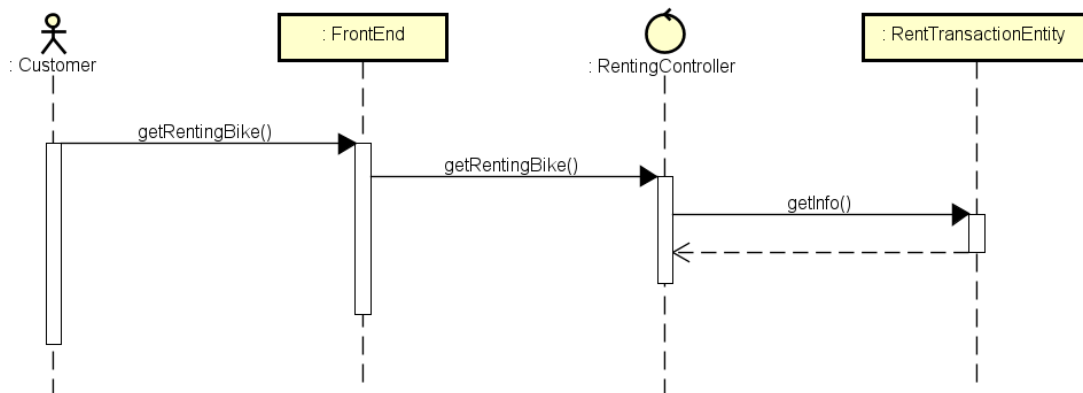 : Customer
: FrontEnd
: RentingController
: RentTransactionEntity
getRentingBike()
getRentingBike()
getInfo()